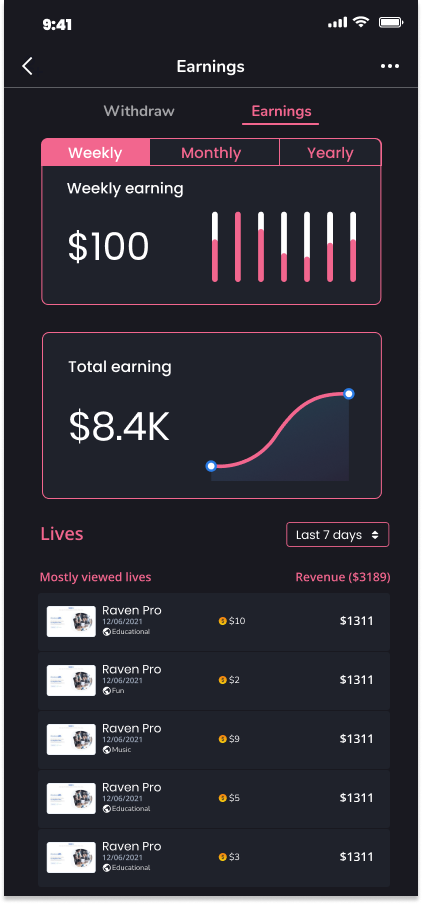 9:41
Earnings
Withdraw Earnings
Weekly Monthly Yearly
Weekly earning
$100
Total earning
$8.4K
Lives Last 7 days
Mostly viewed lives Revenue ($3189)
Raven Pro
12/06/2021 $10 $1311
Educational
Raven Pro
12/06/2021 $2 $1311
Fun
Raven Pro
12/06/2021 $9 $1311
Music
Raven Pro
12/06/2021 $5 $1311
Educational
Raven Pro
12/06/2021 $3 $1311
Educational